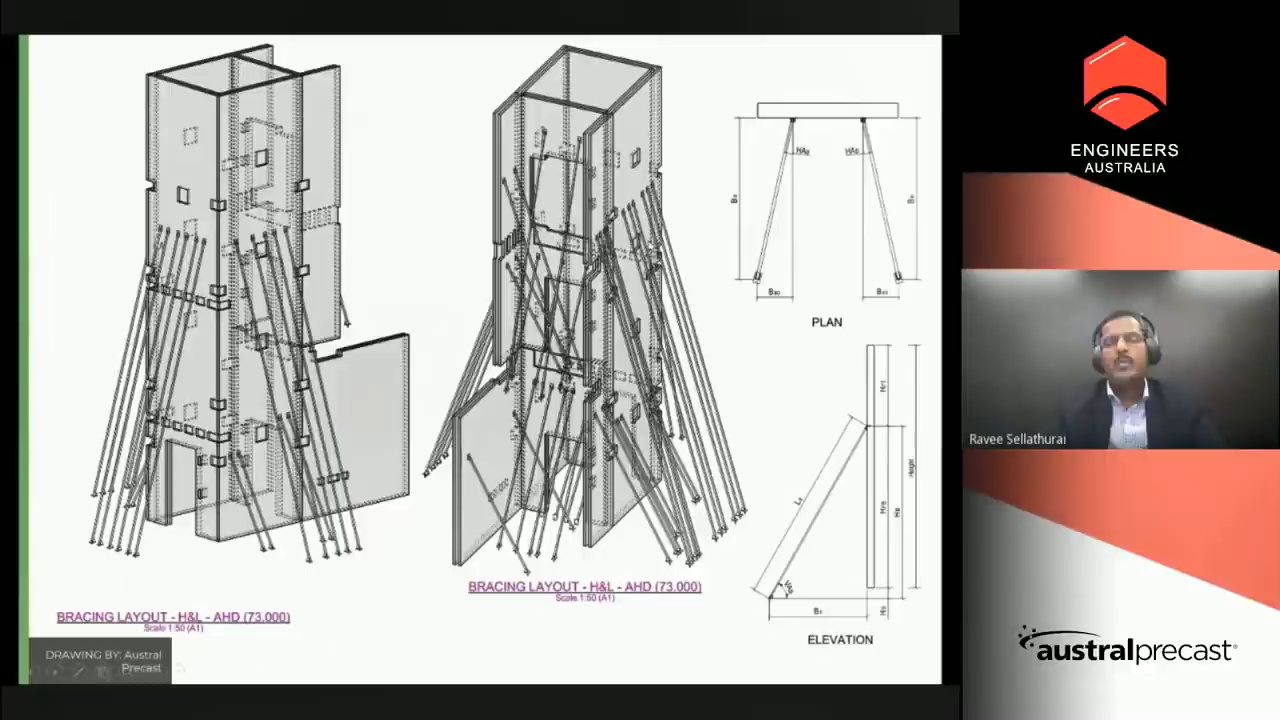 BRACING LAYOUT - H&L - AHD (73.000)
Scale 1:50 (A1)
DRAWING BY: Austral
Precast
BRACING LAYOUT - H&L - AHD (73.000)
Scale 1:50 (A1)
PLAN
Height
ELEVATION
ENGINEERS
AUSTRALIA
Ravee Sellathurai
australprecast